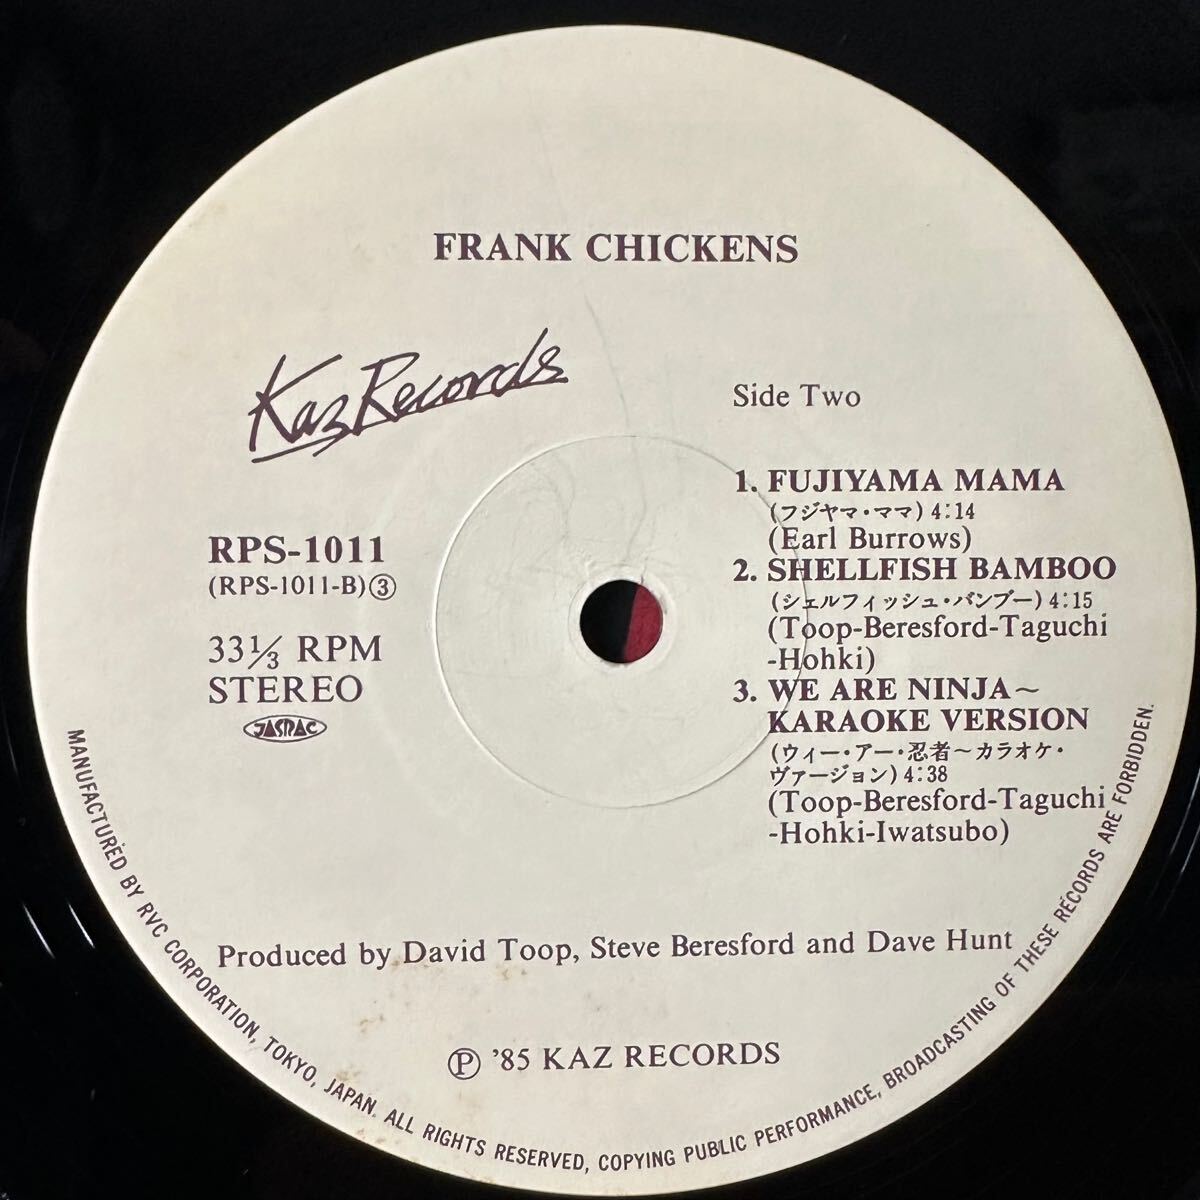 FRANK CHICKENS
Kaz Records
Side Two
RPS-1011
(RPS-1011-B)③
33⅓ RPM
STEREO
JASRAC
1. FUJIYAMA MAMA
(フジヤマ・ママ) 4:14
(Earl Burrows)
2. SHELLFISH BAMBOO
(シェルフィッシュ・バンブー) 4:15
(Toop-Beresford-Taguchi
-Hohki)
3. WE ARE NINJA〜
KARAOKE VERSION
(ウィー・アー・忍者〜カラオケ・
ヴァージョン) 4:38
(Toop-Beresford-Taguchi
-Hohki-Iwatsubo)
Produced by David Toop, Steve Beresford and Dave Hunt
Ⓟ '85 KAZ RECORDS
MANUFACTURED BY RVC CORPORATION, TOKYO, JAPAN. ALL RIGHTS RESERVED, COPYING PUBLIC PERFORMANCE, BROADCASTING OF THESE RECORDS ARE FORBIDDEN.